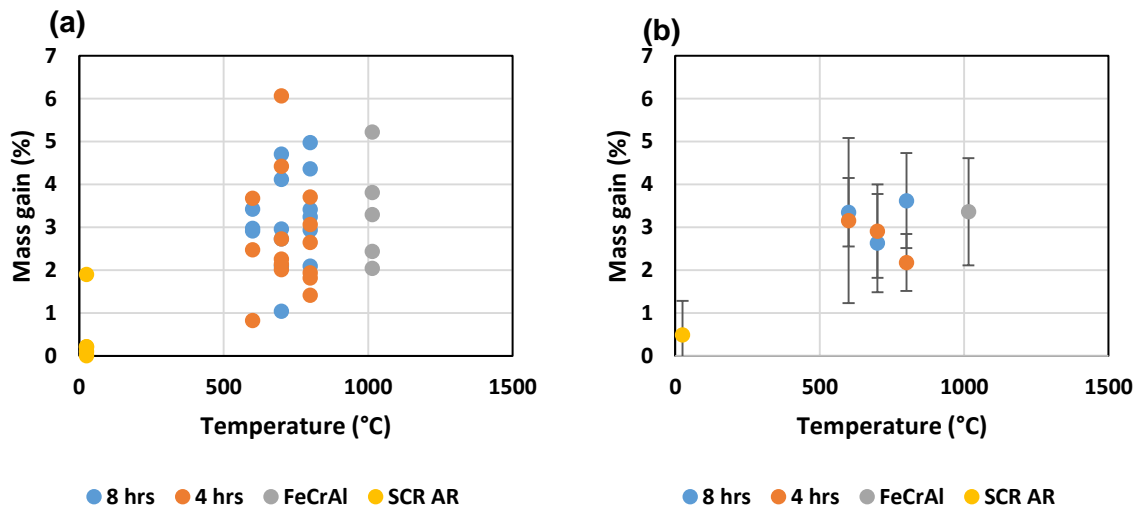 (a)
7
6
5
4
3
2
1
0
Mass gain (%)
0 500 1000 1500
Temperature (°C)
8 hrs 4 hrs FeCrAl SCR AR
(b)
7
6
5
4
3
2
1
0
Mass gain (%)
0 500 1000 1500
Temperature (°C)
8 hrs 4 hrs FeCrAl SCR AR